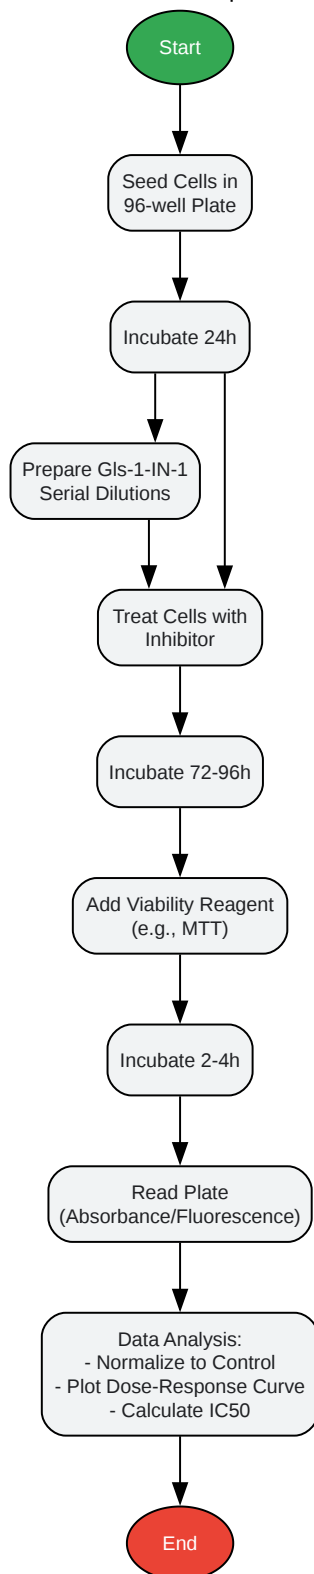 Start
Seed Cells in
96-well Plate
Incubate 24h
Prepare Gls-1-IN-1
Serial Dilutions
Treat Cells with
Inhibitor
Incubate 72-96h
Add Viability Reagent
(e.g., MTT)
Incubate 2-4h
Read Plate
(Absorbance/Fluorescence)
Data Analysis:
- Normalize to Control
- Plot Dose-Response Curve
- Calculate IC50
End